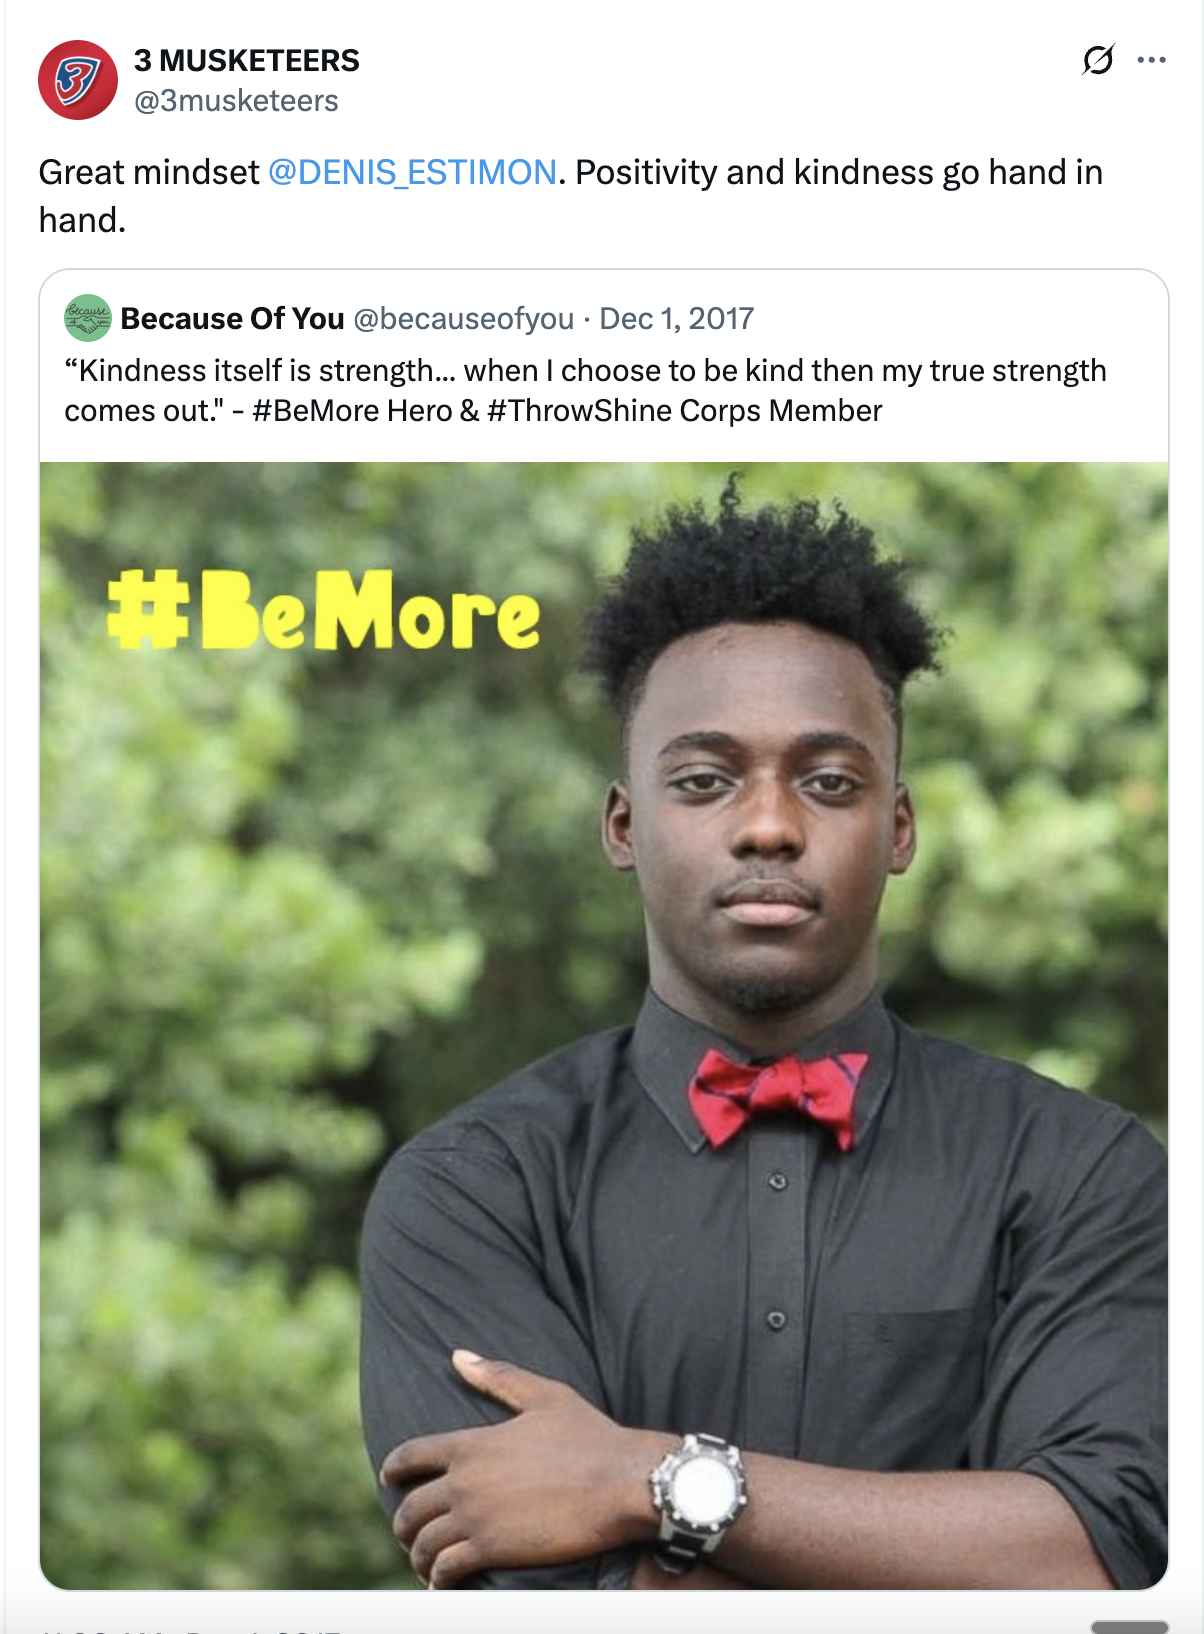 3 MUSKETEERS
@3musketeers
Great mindset @DENIS_ESTIMON. Positivity and kindness go hand in
hand.
Because Of You @becauseofyou · Dec 1, 2017
“Kindness itself is strength... when I choose to be kind then my true strength
comes out." - #BeMore Hero & #ThrowShine Corps Member
#BeMore